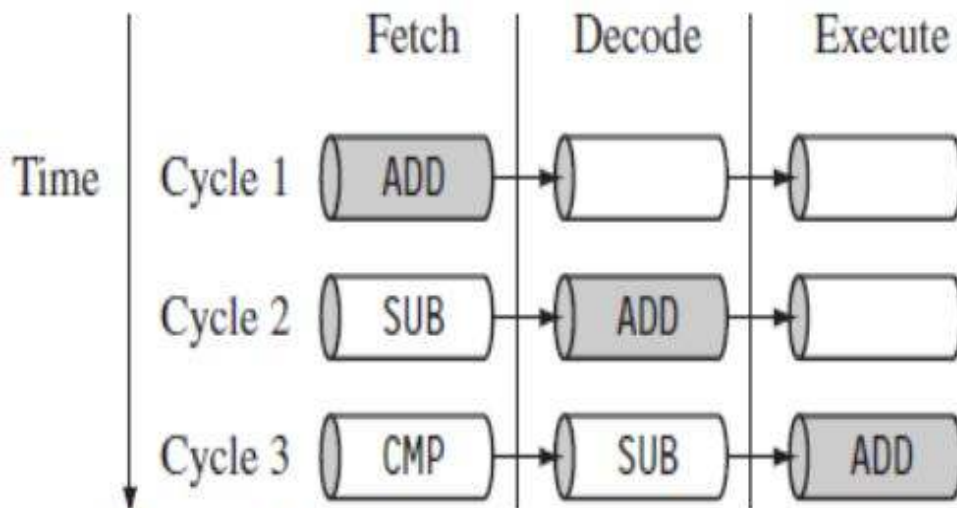 Fetch Decode Execute
Time Cycle 1 ADD
Cycle 2 SUB ADD
Cycle 3 CMP SUB ADD